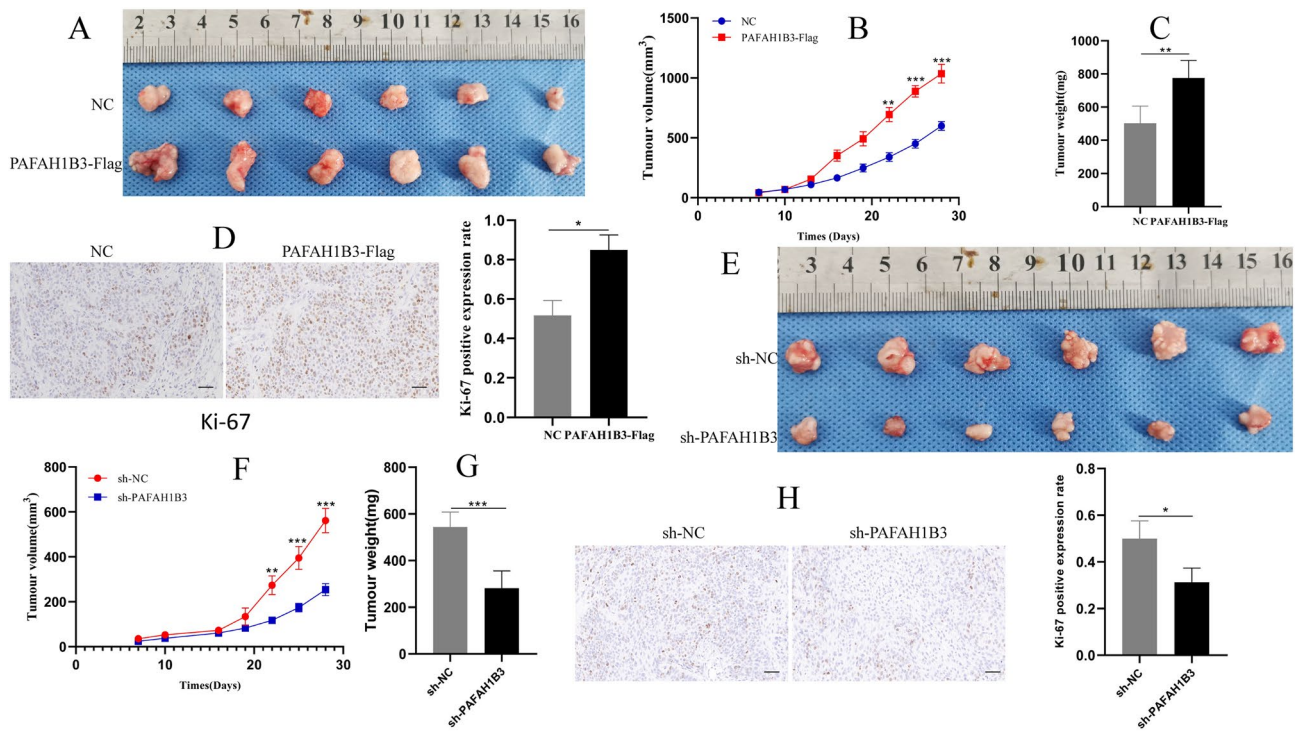 A
2 3 4 5 6 7 8 9 10 11 12 13 14 15 16
NC
PAFAH1B3-Flag
B
NC
PAFAH1B3-Flag
Tumour volume(mm3)
1500
1000
500
0
** *** ***
0 10 20 30
Times (Days)
C
Tumour weight(mg)
1000
800
600
400
200
0
**
NC PAFAH1B3-Flag
D
NC PAFAH1B3-Flag
Ki-67
Ki-67 positive expression rate
1.0
0.8
0.6
0.4
0.2
0.0
*
NC PAFAH1B3-Flag
E
3 4 5 6 7 8 9 10 11 12 13 14 15 16
sh-NC
sh-PAFAH1B3
F
sh-NC
sh-PAFAH1B3
Tumour volume(mm3)
800
600
400
200
0
** *** ***
0 10 20 30
Times(Days)
G
Tumour weight(mg)
800
600
400
200
0
***
sh-NC
sh-PAFAH1B3
H
sh-NC sh-PAFAH1B3
Ki-67 positive expression rate
0.8
0.6
0.4
0.2
0.0
*
sh-NC
sh-PAFAH1B3